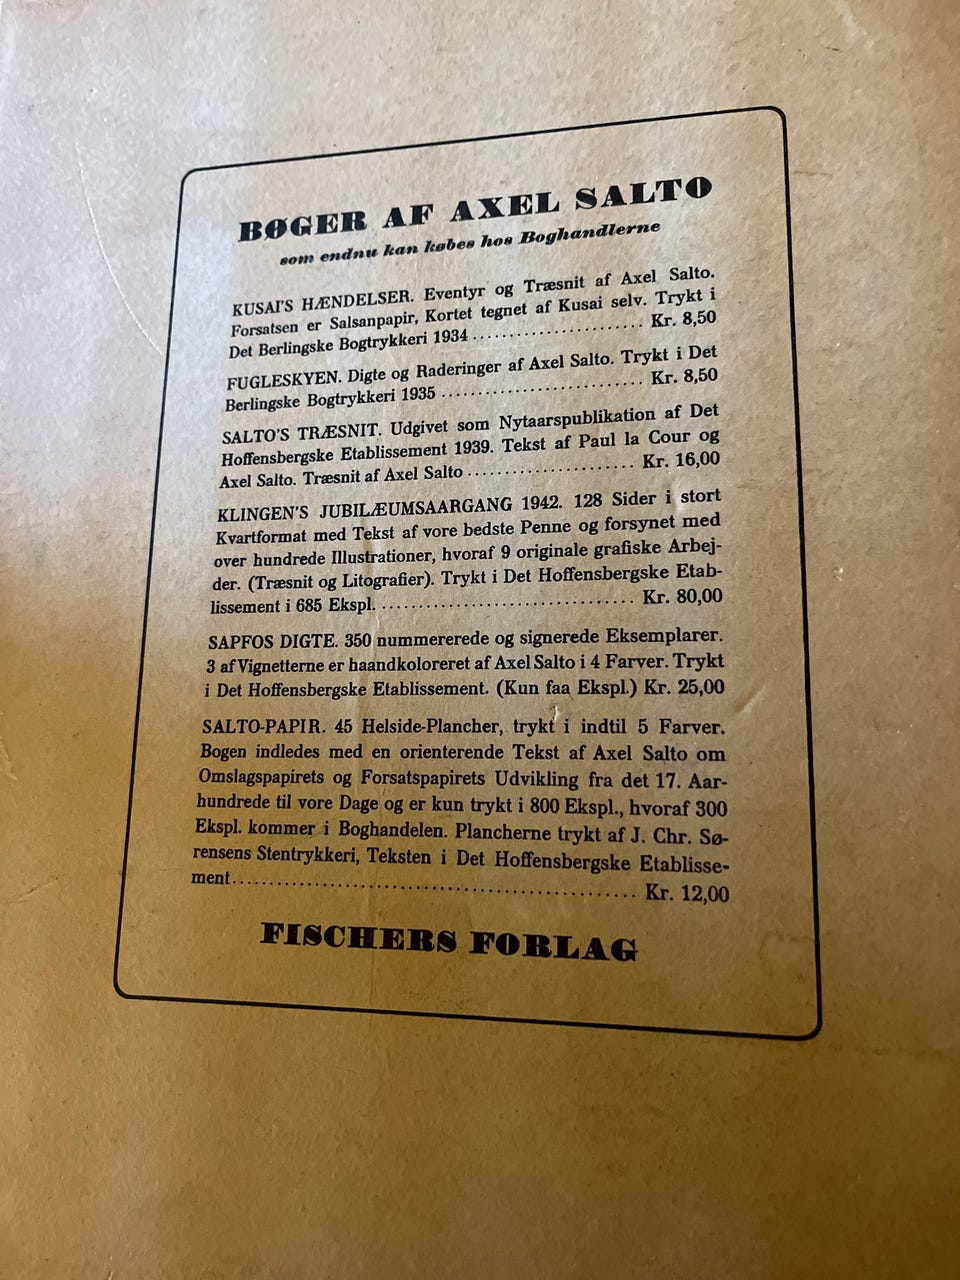 BØGER AF AXEL SALTO
som endnu kan købes hos Boghandlerne
KUSAI'S HÆNDELSER. Eventyr og Træsnit af Axel Salto.
Forsatsen er Salsanpapir, Kortet tegnet af Kusai selv. Trykt i
Det Berlingske Bogtrykkeri 1934 ........................ Kr. 8,50
FUGLESKYEN. Digte og Raderinger af Axel Salto. Trykt i Det
Berlingske Bogtrykkeri 1935 ............................ Kr. 8,50
SALTO'S TRÆSNIT. Udgivet som Nytaarspublikation af Det
Hoffensbergske Etablissement 1939. Tekst af Paul la Cour og
Axel Salto. Træsnit af Axel Salto ....................... Kr. 16,00
KLINGEN'S JUBILÆUMSAARGANG 1942. 128 Sider i stort
Kvartformat med Tekst af vore bedste Penne og forsynet med
over hundrede Illustrationer, hvoraf 9 originale grafiske Arbej-
der. (Træsnit og Litografier). Trykt i Det Hoffensbergske Etab-
lissement i 685 Ekspl. .................................. Kr. 80,00
SAPFOS DIGTE. 350 nummererede og signerede Eksemplarer.
3 af Vignetterne er haandkoloreret af Axel Salto i 4 Farver. Trykt
i Det Hoffensbergske Etablissement. (Kun faa Ekspl.) Kr. 25,00
SALTO-PAPIR. 45 Helside-Plancher, trykt i indtil 5 Farver.
Bogen indledes med en orienterende Tekst af Axel Salto om
Omslagspapirets og Forsatspapirets Udvikling fra det 17. Aar-
hundrede til vore Dage og er kun trykt i 800 Ekspl., hvoraf 300
Ekspl. kommer i Boghandelen. Plancherne trykt af J. Chr. Sø-
rensens Stentrykkeri, Teksten i Det Hoffensbergske Etablisse-
ment...................................................... Kr. 12,00
FISCHERS FORLAG